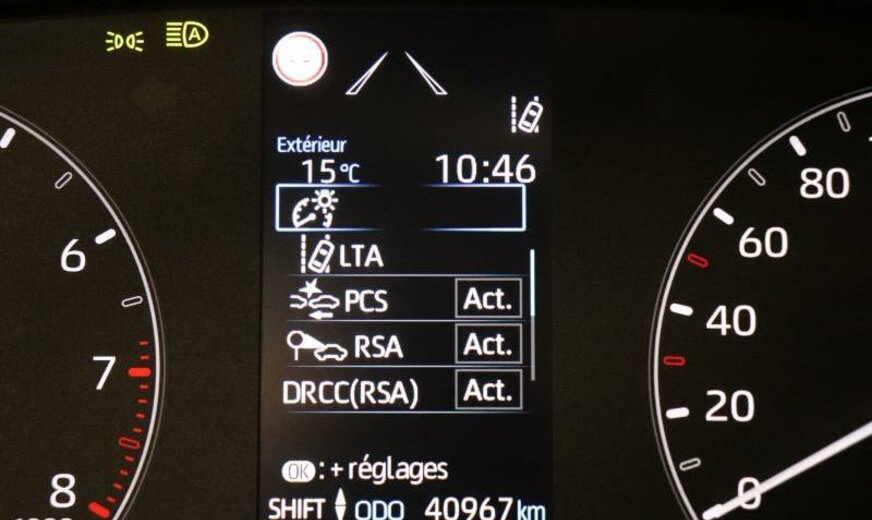 A
--
Extérieur
15°C 10:46
LTA
PCS Act.
RSA Act.
DRCC(RSA) Act.
OK : + réglages
SHIFT ODO 40967 km
6
7
8
80
60
40
20
0